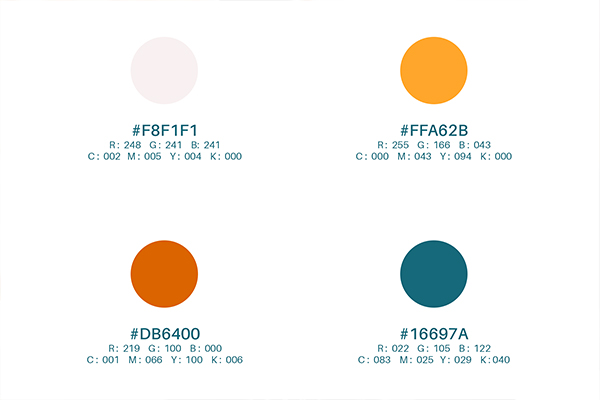 #F8F1F1
R: 248 G: 241 B: 241
C: 002 M: 005 Y: 004 K: 000
#FFA62B
R: 255 G: 166 B: 043
C: 000 M: 043 Y: 094 K: 000
#DB6400
R: 219 G: 100 B: 000
C: 001 M: 066 Y: 100 K: 006
#16697A
R: 022 G: 105 B: 122
C: 083 M: 025 Y: 029 K:040